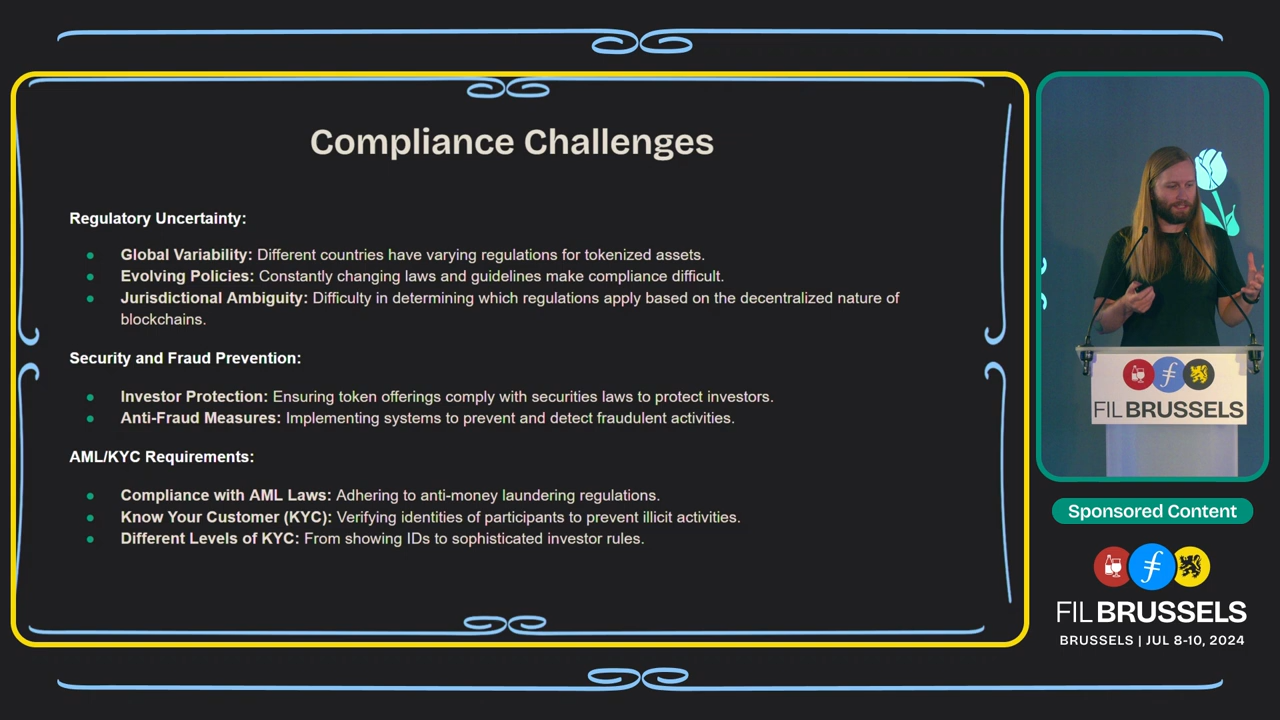 Compliance Challenges
Regulatory Uncertainty:
● Global Variability: Different countries have varying regulations for tokenized assets.
● Evolving Policies: Constantly changing laws and guidelines make compliance difficult.
● Jurisdictional Ambiguity: Difficulty in determining which regulations apply based on the decentralized nature of
blockchains.
Security and Fraud Prevention:
● Investor Protection: Ensuring token offerings comply with securities laws to protect investors.
● Anti-Fraud Measures: Implementing systems to prevent and detect fraudulent activities.
AML/KYC Requirements:
● Compliance with AML Laws: Adhering to anti-money laundering regulations.
● Know Your Customer (KYC): Verifying identities of participants to prevent illicit activities.
● Different Levels of KYC: From showing IDs to sophisticated investor rules.
FIL BRUSSELS
Sponsored Content
FIL BRUSSELS
BRUSSELS | JUL 8-10, 2024